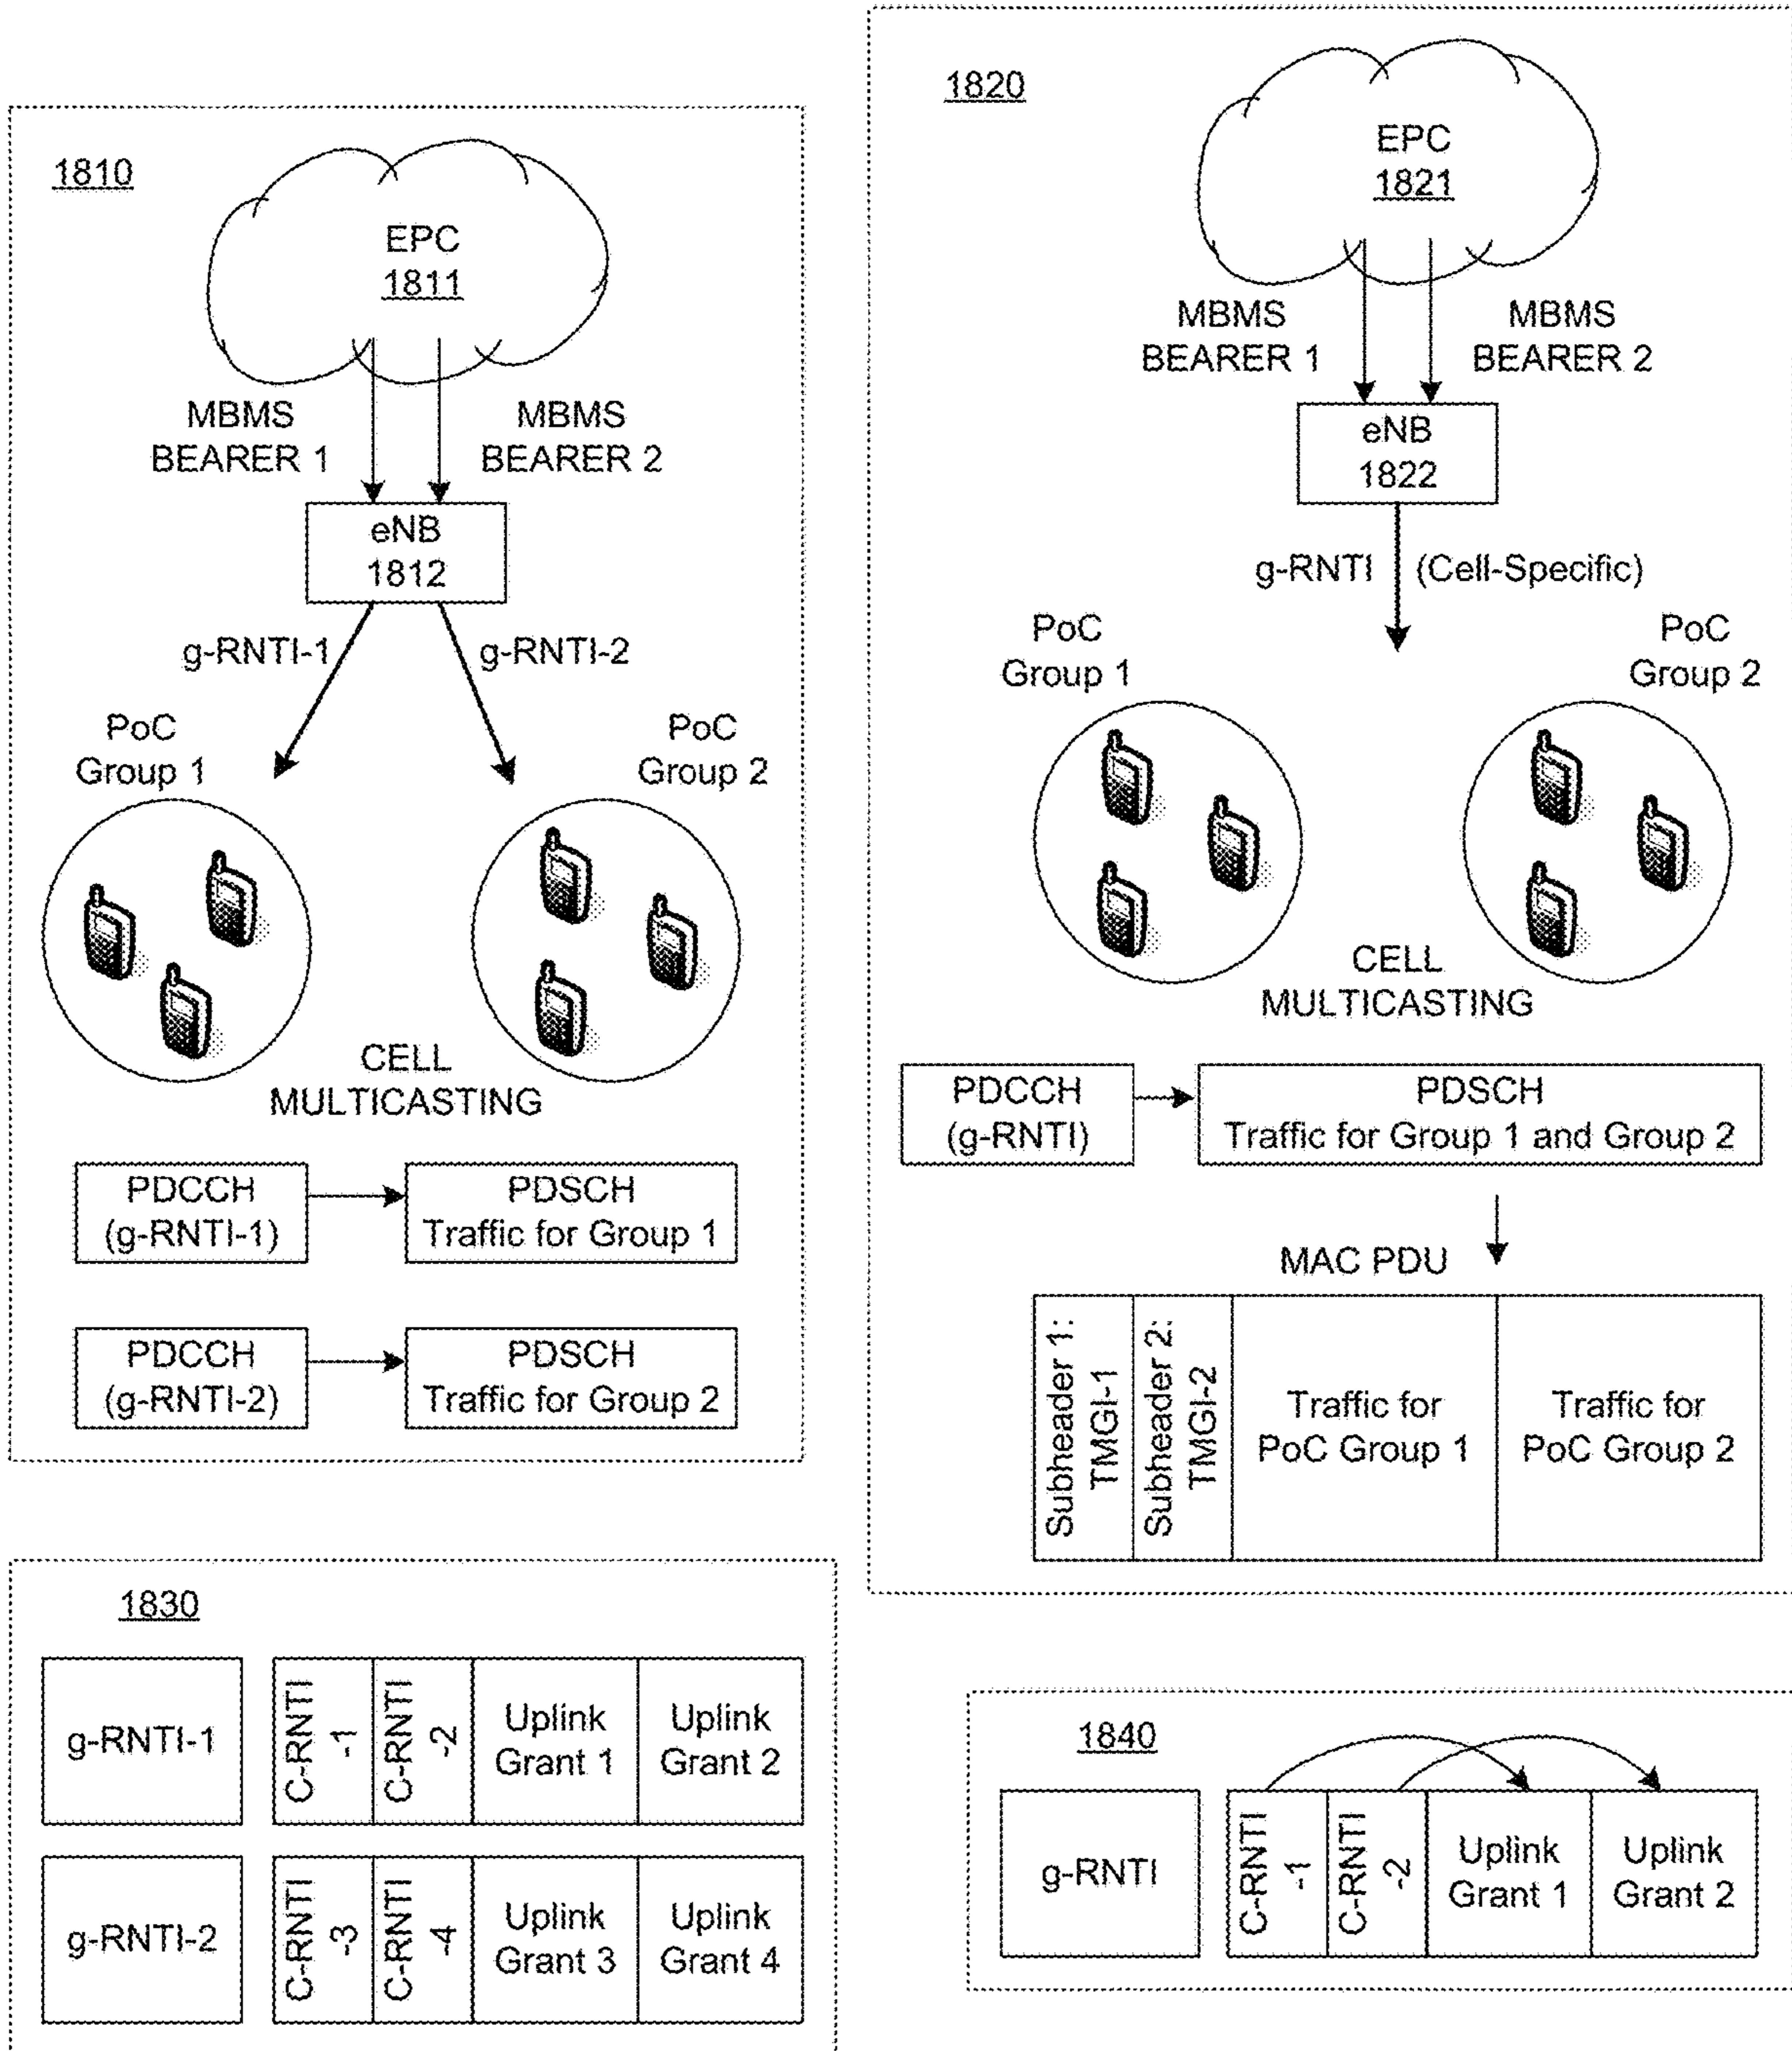 1810
EPC
1811
MBMS
BEARER 1
MBMS
BEARER 2
eNB
1812
g-RNTI-1
g-RNTI-2
PoC
Group 1
PoC
Group 2
CELL
MULTICASTING
PDCCH
(g-RNTI-1)
PDSCH
Traffic for Group 1
PDCCH
(g-RNTI-2)
PDSCH
Traffic for Group 2
1820
EPC
1821
MBMS
BEARER 1
MBMS
BEARER 2
eNB
1822
g-RNTI
(Cell-Specific)
PoC
Group 1
PoC
Group 2
CELL
MULTICASTING
PDCCH
(g-RNTI)
PDSCH
Traffic for Group 1 and Group 2
MAC PDU
Subheader 1:
TMGI-1
Subheader 2:
TMGI-2
Traffic for
PoC Group 1
Traffic for
PoC Group 2
1830
g-RNTI-1
C-RNTI
-1
C-RNTI
-2
Uplink
Grant 1
Uplink
Grant 2
g-RNTI-2
C-RNTI
-3
C-RNTI
-4
Uplink
Grant 3
Uplink
Grant 4
1840
g-RNTI
C-RNTI
-1
C-RNTI
-2
Uplink
Grant 1
Uplink
Grant 2